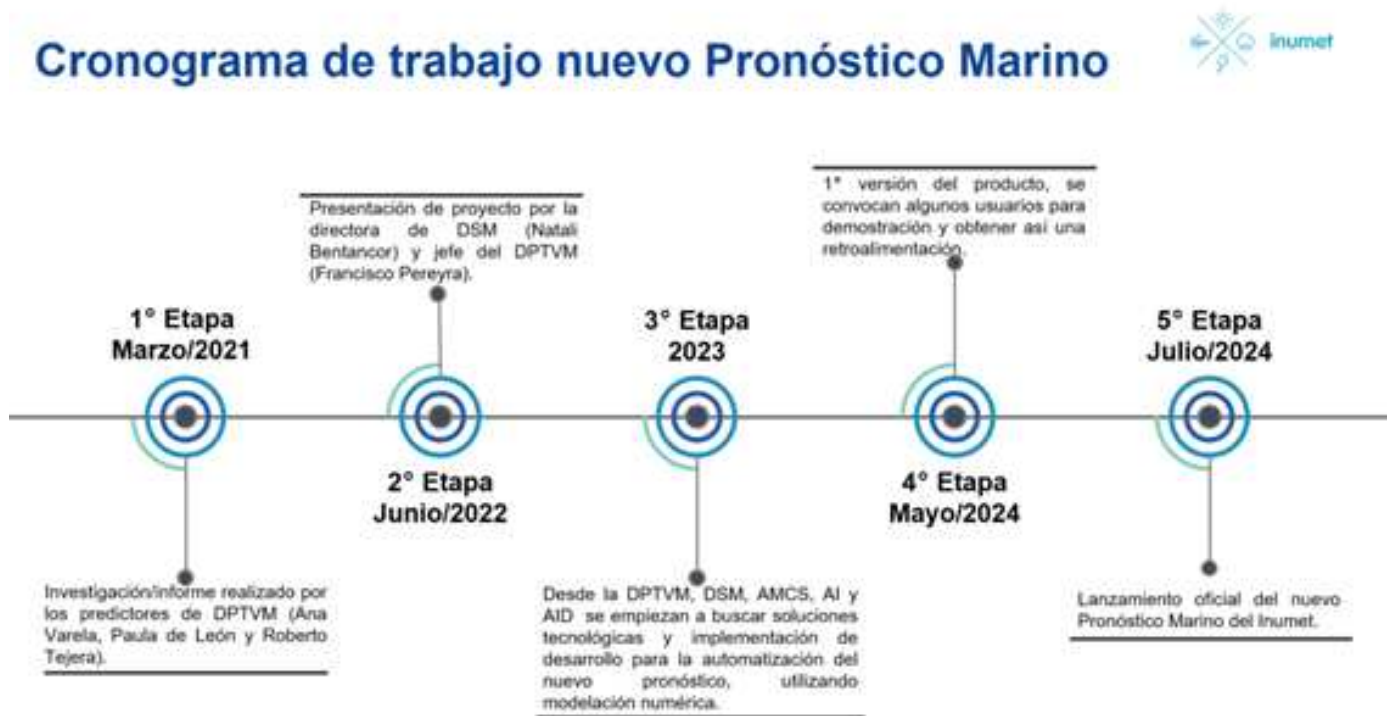 Cronograma de trabajo nuevo Pronóstico Marino
inumet
1° Etapa
Marzo/2021
Investigación/informe realizado por
los predictores de DPTVM (Ana
Varela, Paula de León y Roberto
Tejera).
Presentación de proyecto por la
directora de DSM (Natali
Bentancor) y jefe del DPTVM
(Francisco Pereyra).
2° Etapa
Junio/2022
3° Etapa
2023
Desde la DPTVM, DSM, AMCS, AI y
AID se empiezan a buscar soluciones
tecnológicas y implementación de
desarrollo para la automatización del
nuevo pronóstico, utilizando
modelación numérica.
1° versión del producto, se
convocan algunos usuarios para
demostración y obtener así una
retroalimentación.
4° Etapa
Mayo/2024
5° Etapa
Julio/2024
Lanzamiento oficial del nuevo
Pronóstico Marino del Inumet.